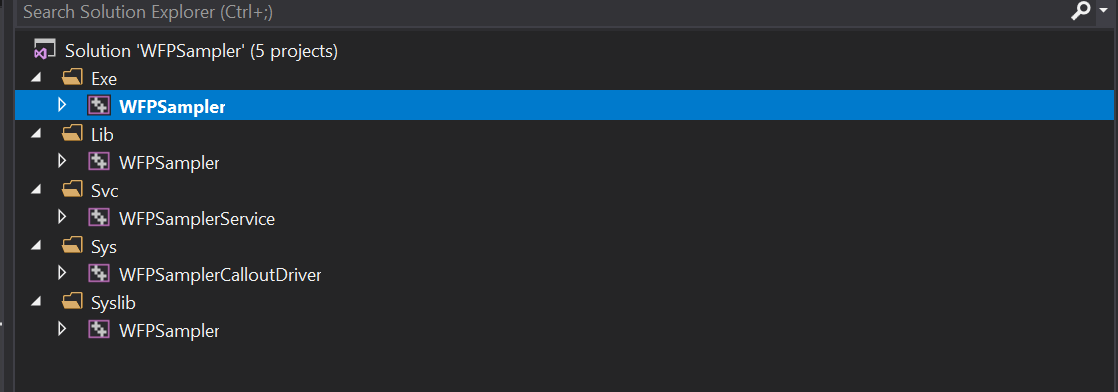 Search Solution Explorer (Ctrl+;)
Solution 'WFPSampler' (5 projects)
Exe
WFPSampler
Lib
WFPSampler
Svc
WFPSamplerService
Sys
WFPSamplerCalloutDriver
Syslib
WFPSampler